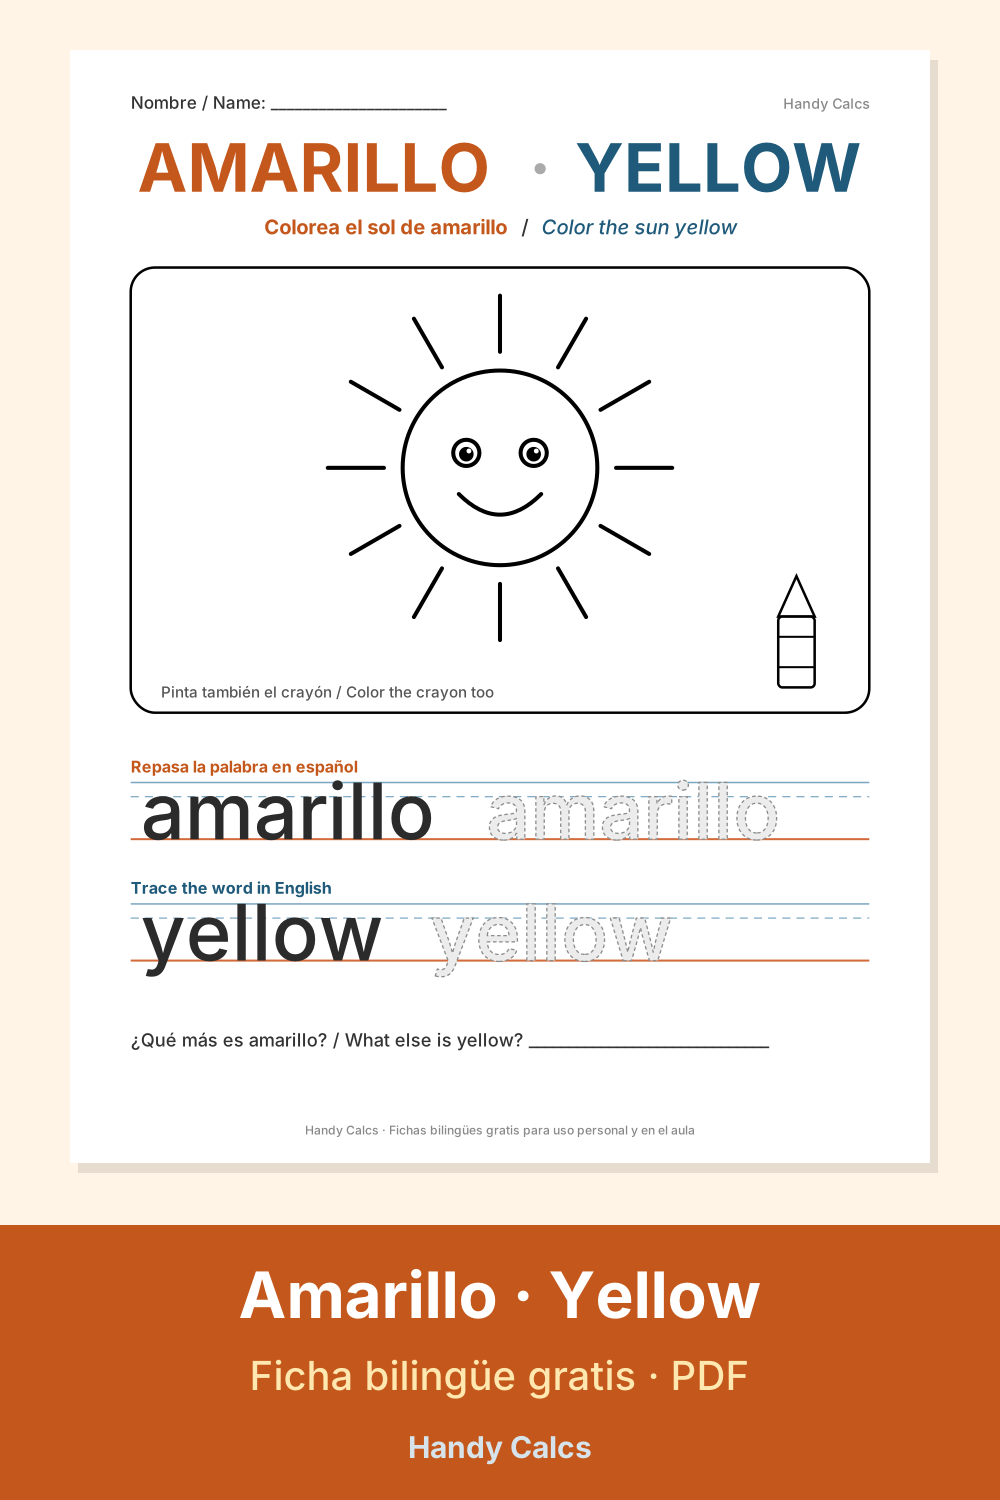 Nombre / Name: ____________________
Handy Calcs
AMARILLO · YELLOW
Colorea el sol de amarillo / Color the sun yellow
Pinta también el crayón / Color the crayon too
Repasa la palabra en español
amarillo amarillo
Trace the word in English
yellow yellow
¿Qué más es amarillo? / What else is yellow? ____________________
Handy Calcs · Fichas bilingües gratis para uso personal y en el aula
Amarillo · Yellow
Ficha bilingüe gratis · PDF
Handy Calcs